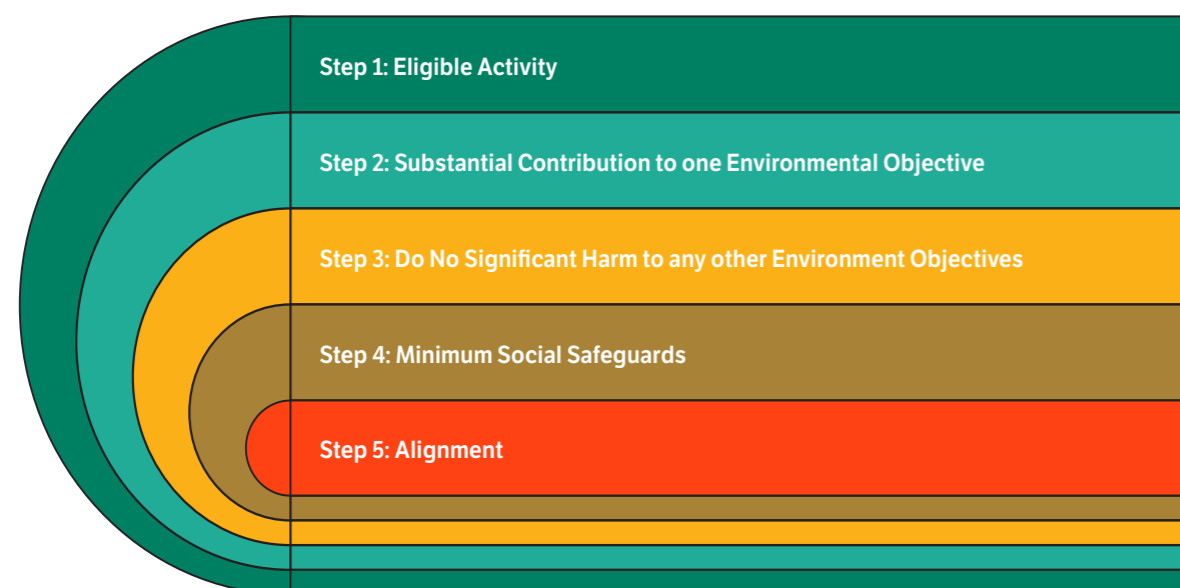 Step 1: Eligible Activity
Step 2: Substantial Contribution to one Environmental Objective
Step 3: Do No Significant Harm to any other Environment Objectives
Step 4: Minimum Social Safeguards
Step 5: Alignment